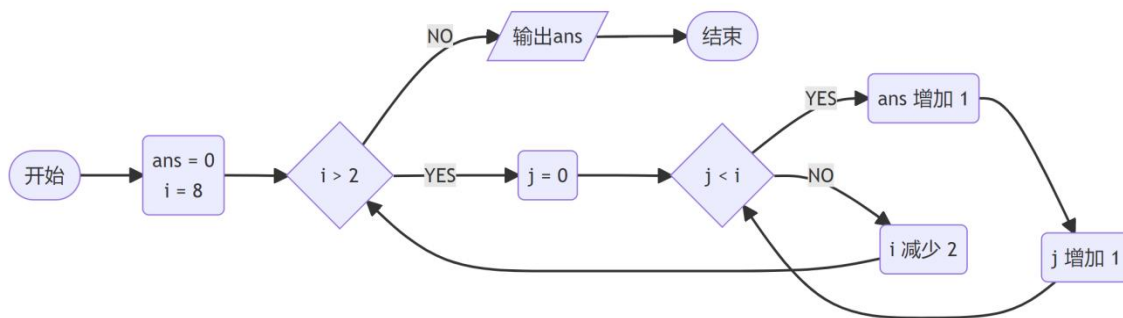 开始
ans = 0
i = 8
i > 2
NO
输出ans
结束
YES
j = 0
j < i
YES
ans 增加 1
NO
i 减少 2
j 增加 1